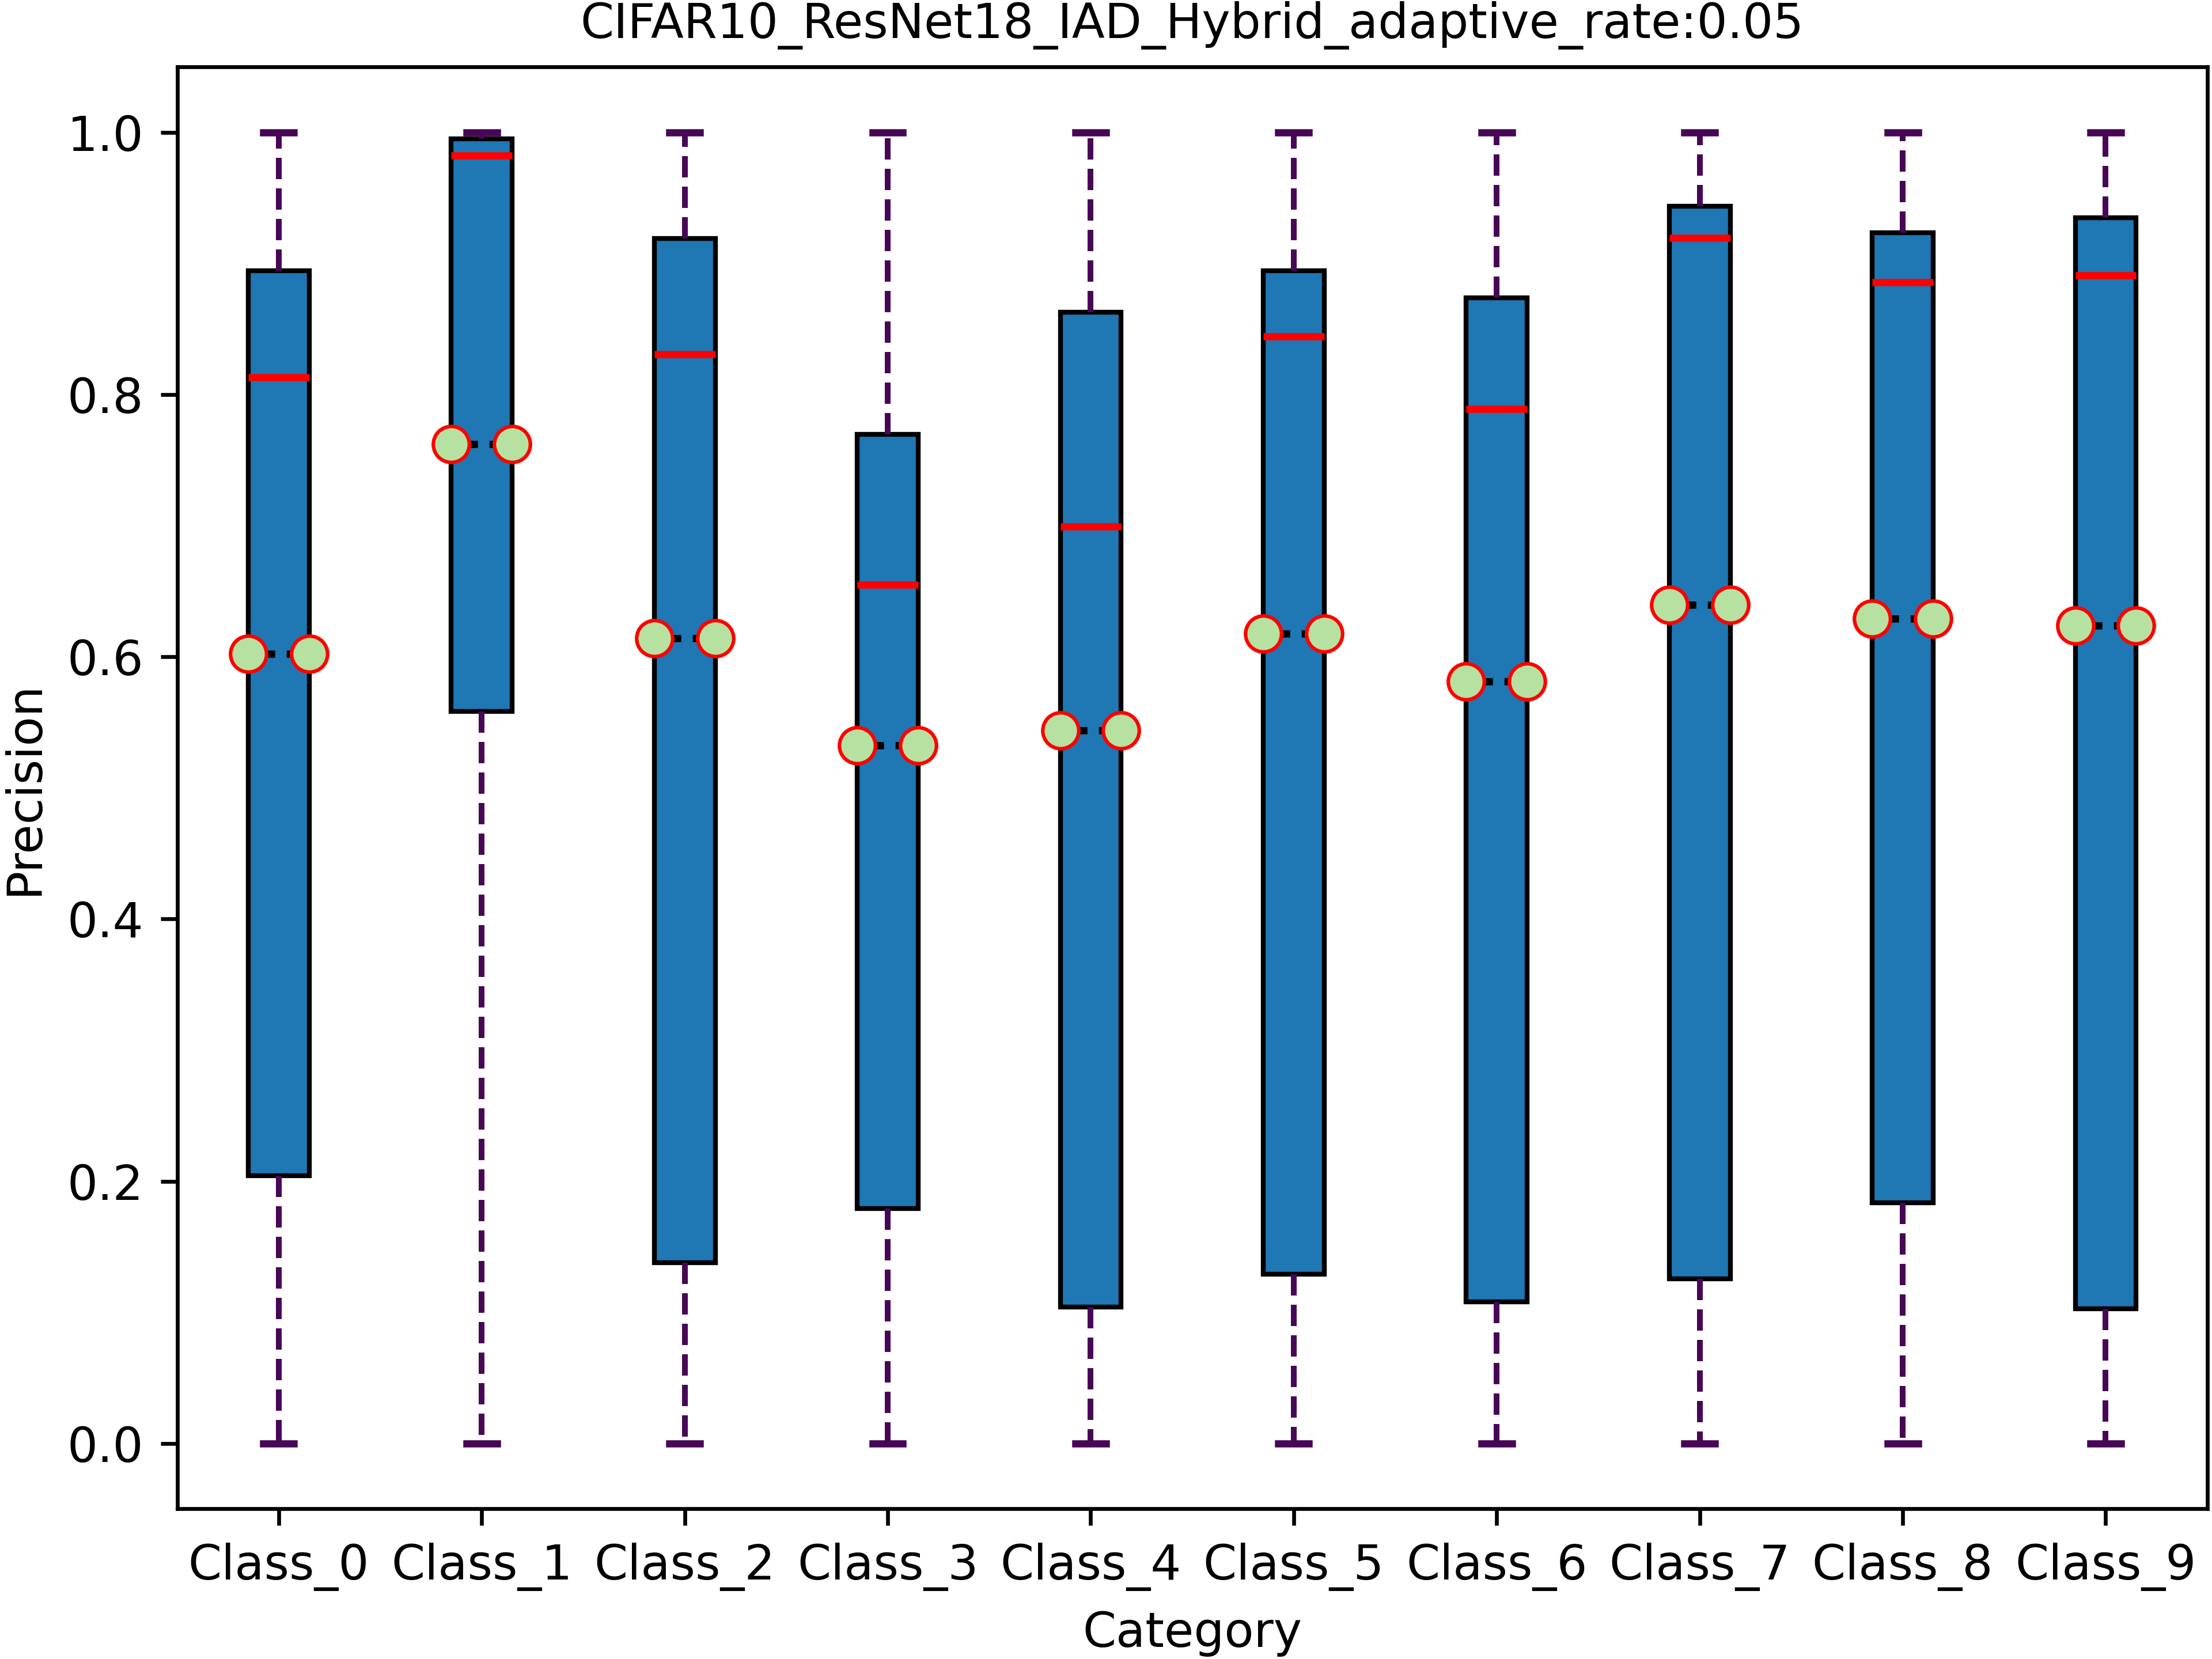 CIFAR10_ResNet18_IAD_Hybrid_adaptive_rate:0.05
1.0
0.8
0.6
0.4
0.2
0.0
Precision
Class_0 Class_1 Class_2 Class_3 Class_4 Class_5 Class_6 Class_7 Class_8 Class_9
Category